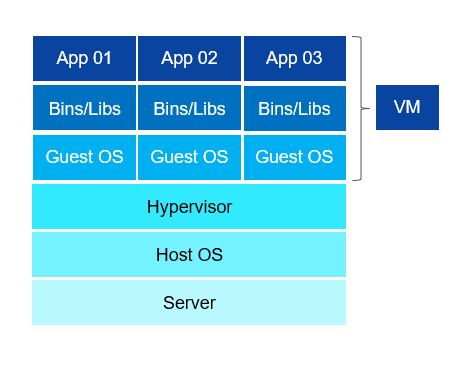 App 01 App 02 App 03
Bins/Libs Bins/Libs Bins/Libs
VM
Guest OS Guest OS Guest OS
Hypervisor
Host OS
Server